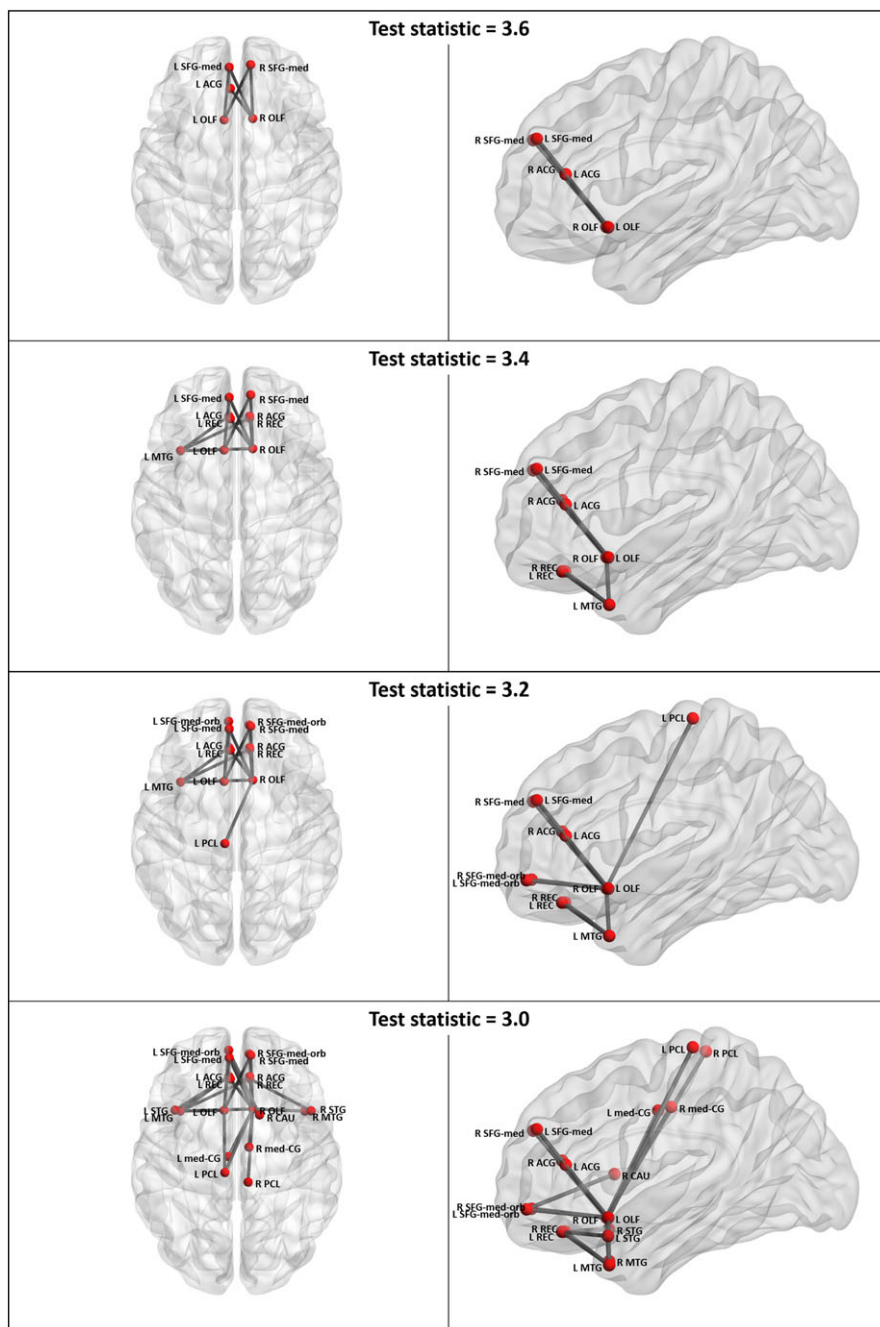 Test statistic = 3.6
L SFG-med R SFG-med
L ACG
L OLF R OLF
R SFG-med L SFG-med
R ACG L ACG
R OLF L OLF
Test statistic = 3.4
L SFG-med R SFG-med
L ACG R ACG
L REC R REC
L MTG L OLF R OLF
R SFG-med L SFG-med
R ACG L ACG
R OLF L OLF
R REC
L REC
L MTG
Test statistic = 3.2
L SFG-med-orb R SFG-med-orb
L SFG-med R SFG-med
L ACG R ACG
L REC R REC
L MTG L OLF R OLF
L PCL
L PCL
R SFG-med L SFG-med
R ACG L ACG
R SFG-med-orb
L SFG-med-orb
R OLF L OLF
R REC
L REC
L MTG
Test statistic = 3.0
L SFG-med-orb R SFG-med-orb
L SFG-med R SFG-med
L ACG R ACG
L REC R REC
L STG L OLF R OLF R STG
L MTG R CAU R MTG
L med-CG R med-CG
L PCL
R PCL
L PCL R PCL
L med-CG R med-CG
R SFG-med L SFG-med
R ACG L ACG
R CAU
R SFG-med-orb
L SFG-med-orb
R OLF L OLF
R REC R STG
L REC L STG
L MTG R MTG